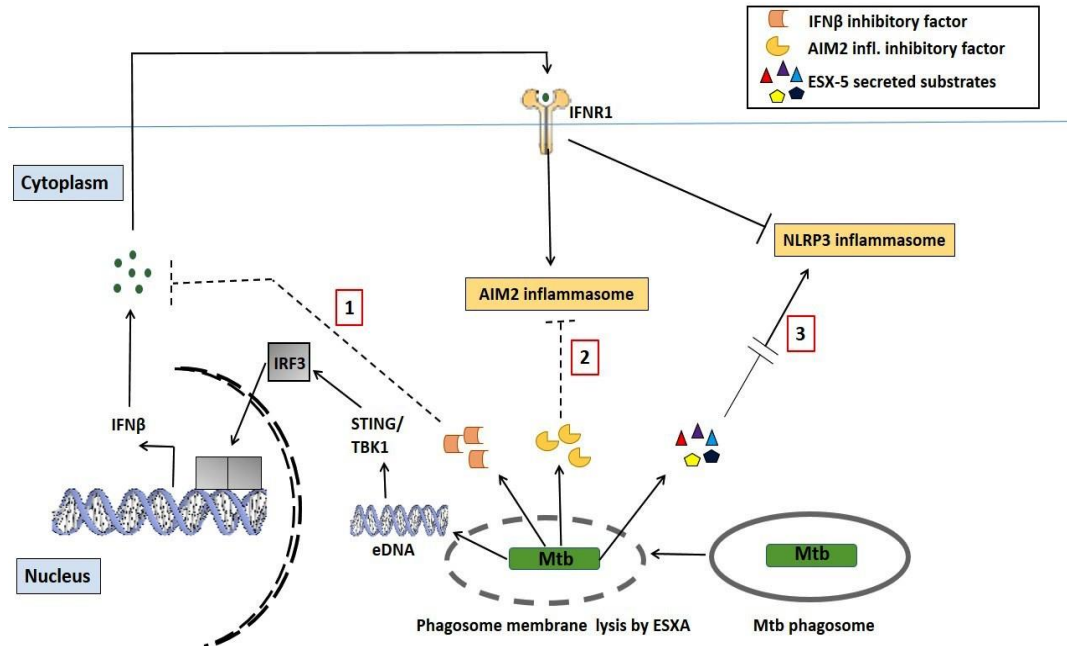 IFNβ inhibitory factor
AIM2 infl. inhibitory factor
ESX-5 secreted substrates
IFNR1
Cytoplasm
NLRP3 inflammasome
AIM2 inflammasome
1
2
3
IRF3
IFNβ
STING/
TBK1
eDNA
Mtb
Mtb
Nucleus
Phagosome membrane lysis by ESXA
Mtb phagosome